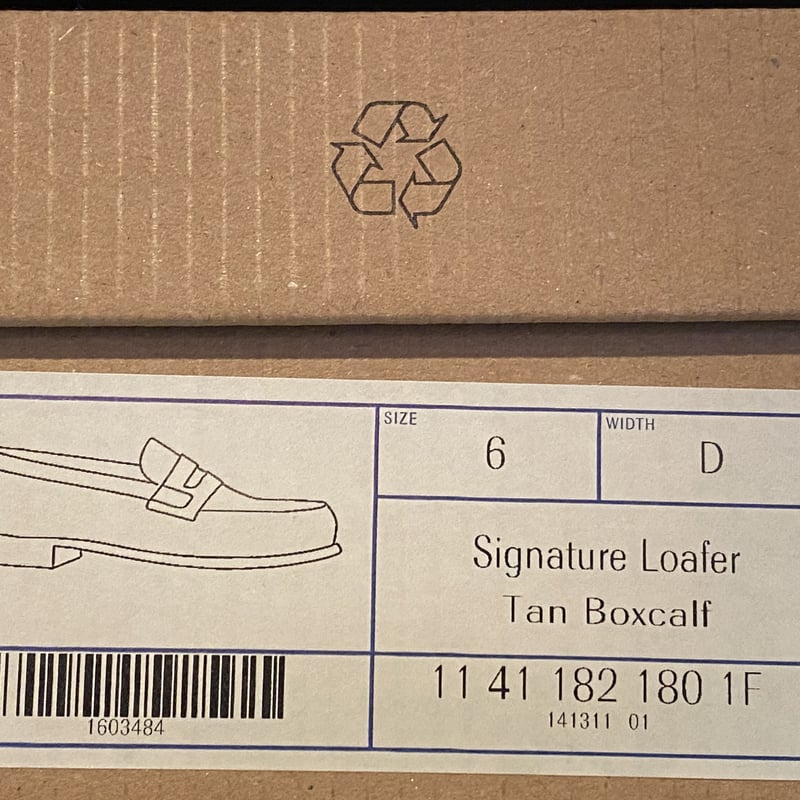 SIZE
6
WIDTH
D
Signature Loafer
Tan Boxcalf
11 41 182 180 1F
141311 01
1603484